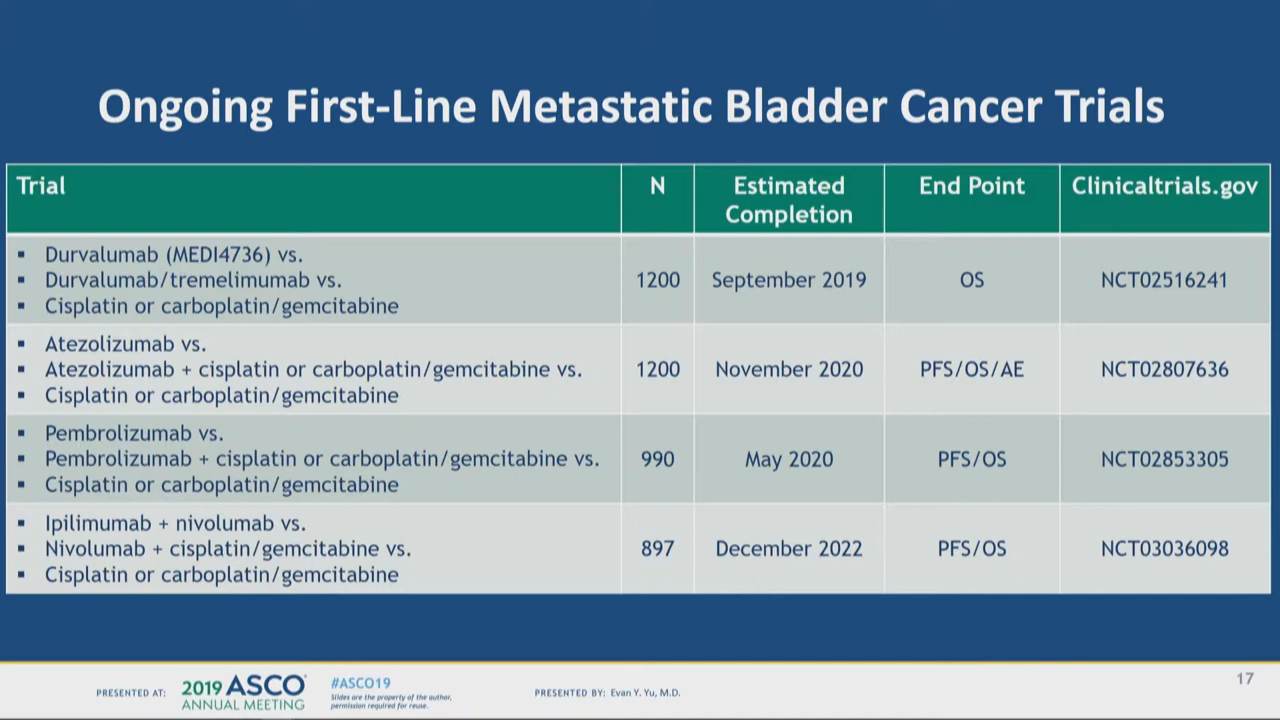 Ongoing First-Line Metastatic Bladder Cancer Trials
Trial
N
Estimated
Completion
End Point
Clinicaltrials.gov
▪ Durvalumab (MEDI4736) vs.
▪ Durvalumab/tremelimumab vs.
▪ Cisplatin or carboplatin/gemcitabine
1200
September 2019
OS
NCT02516241
▪ Atezolizumab vs.
▪ Atezolizumab + cisplatin or carboplatin/gemcitabine vs.
▪ Cisplatin or carboplatin/gemcitabine
1200
November 2020
PFS/OS/AE
NCT02807636
▪ Pembrolizumab vs.
▪ Pembrolizumab + cisplatin or carboplatin/gemcitabine vs.
▪ Cisplatin or carboplatin/gemcitabine
990
May 2020
PFS/OS
NCT02853305
▪ Ipilimumab + nivolumab vs.
▪ Nivolumab + cisplatin/gemcitabine vs.
▪ Cisplatin or carboplatin/gemcitabine
897
December 2022
PFS/OS
NCT03036098
PRESENTED AT:
2019 ASCO
ANNUAL MEETING
#ASCO19
Slides are the property of the author,
permission required for reuse.
PRESENTED BY: Evan Y. Yu, M.D.
17